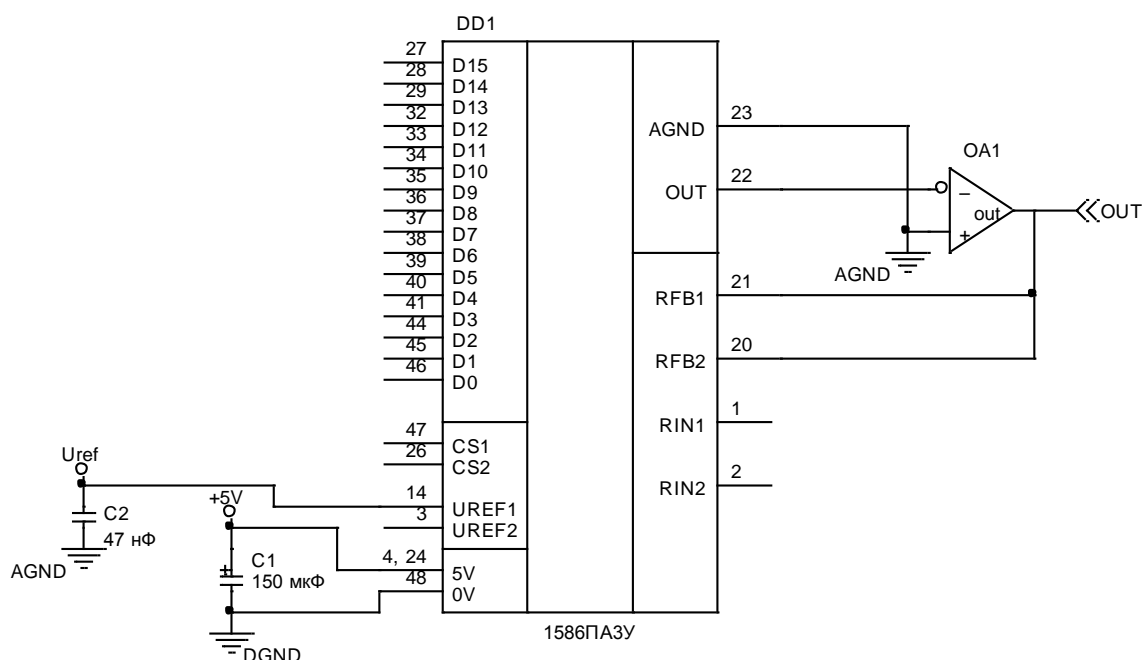 DD1
27
D15
28
D14
29
D13
32
D12
33
D11
34
D10
35
D9
36
D8
37
D7
38
D6
39
D5
40
D4
41
D3
44
D2
45
D1
46
D0
47
CS1
26
CS2
14
UREF1
3
UREF2
4, 24
5V
48
0V
AGND
23
OUT
22
RFB1
21
RFB2
20
RIN1
1
RIN2
2
OA1
−
out
+
OUT
AGND
Uref
C2
47 нФ
AGND
+5V
+
C1
150 мкФ
DGND
1586ПА3У